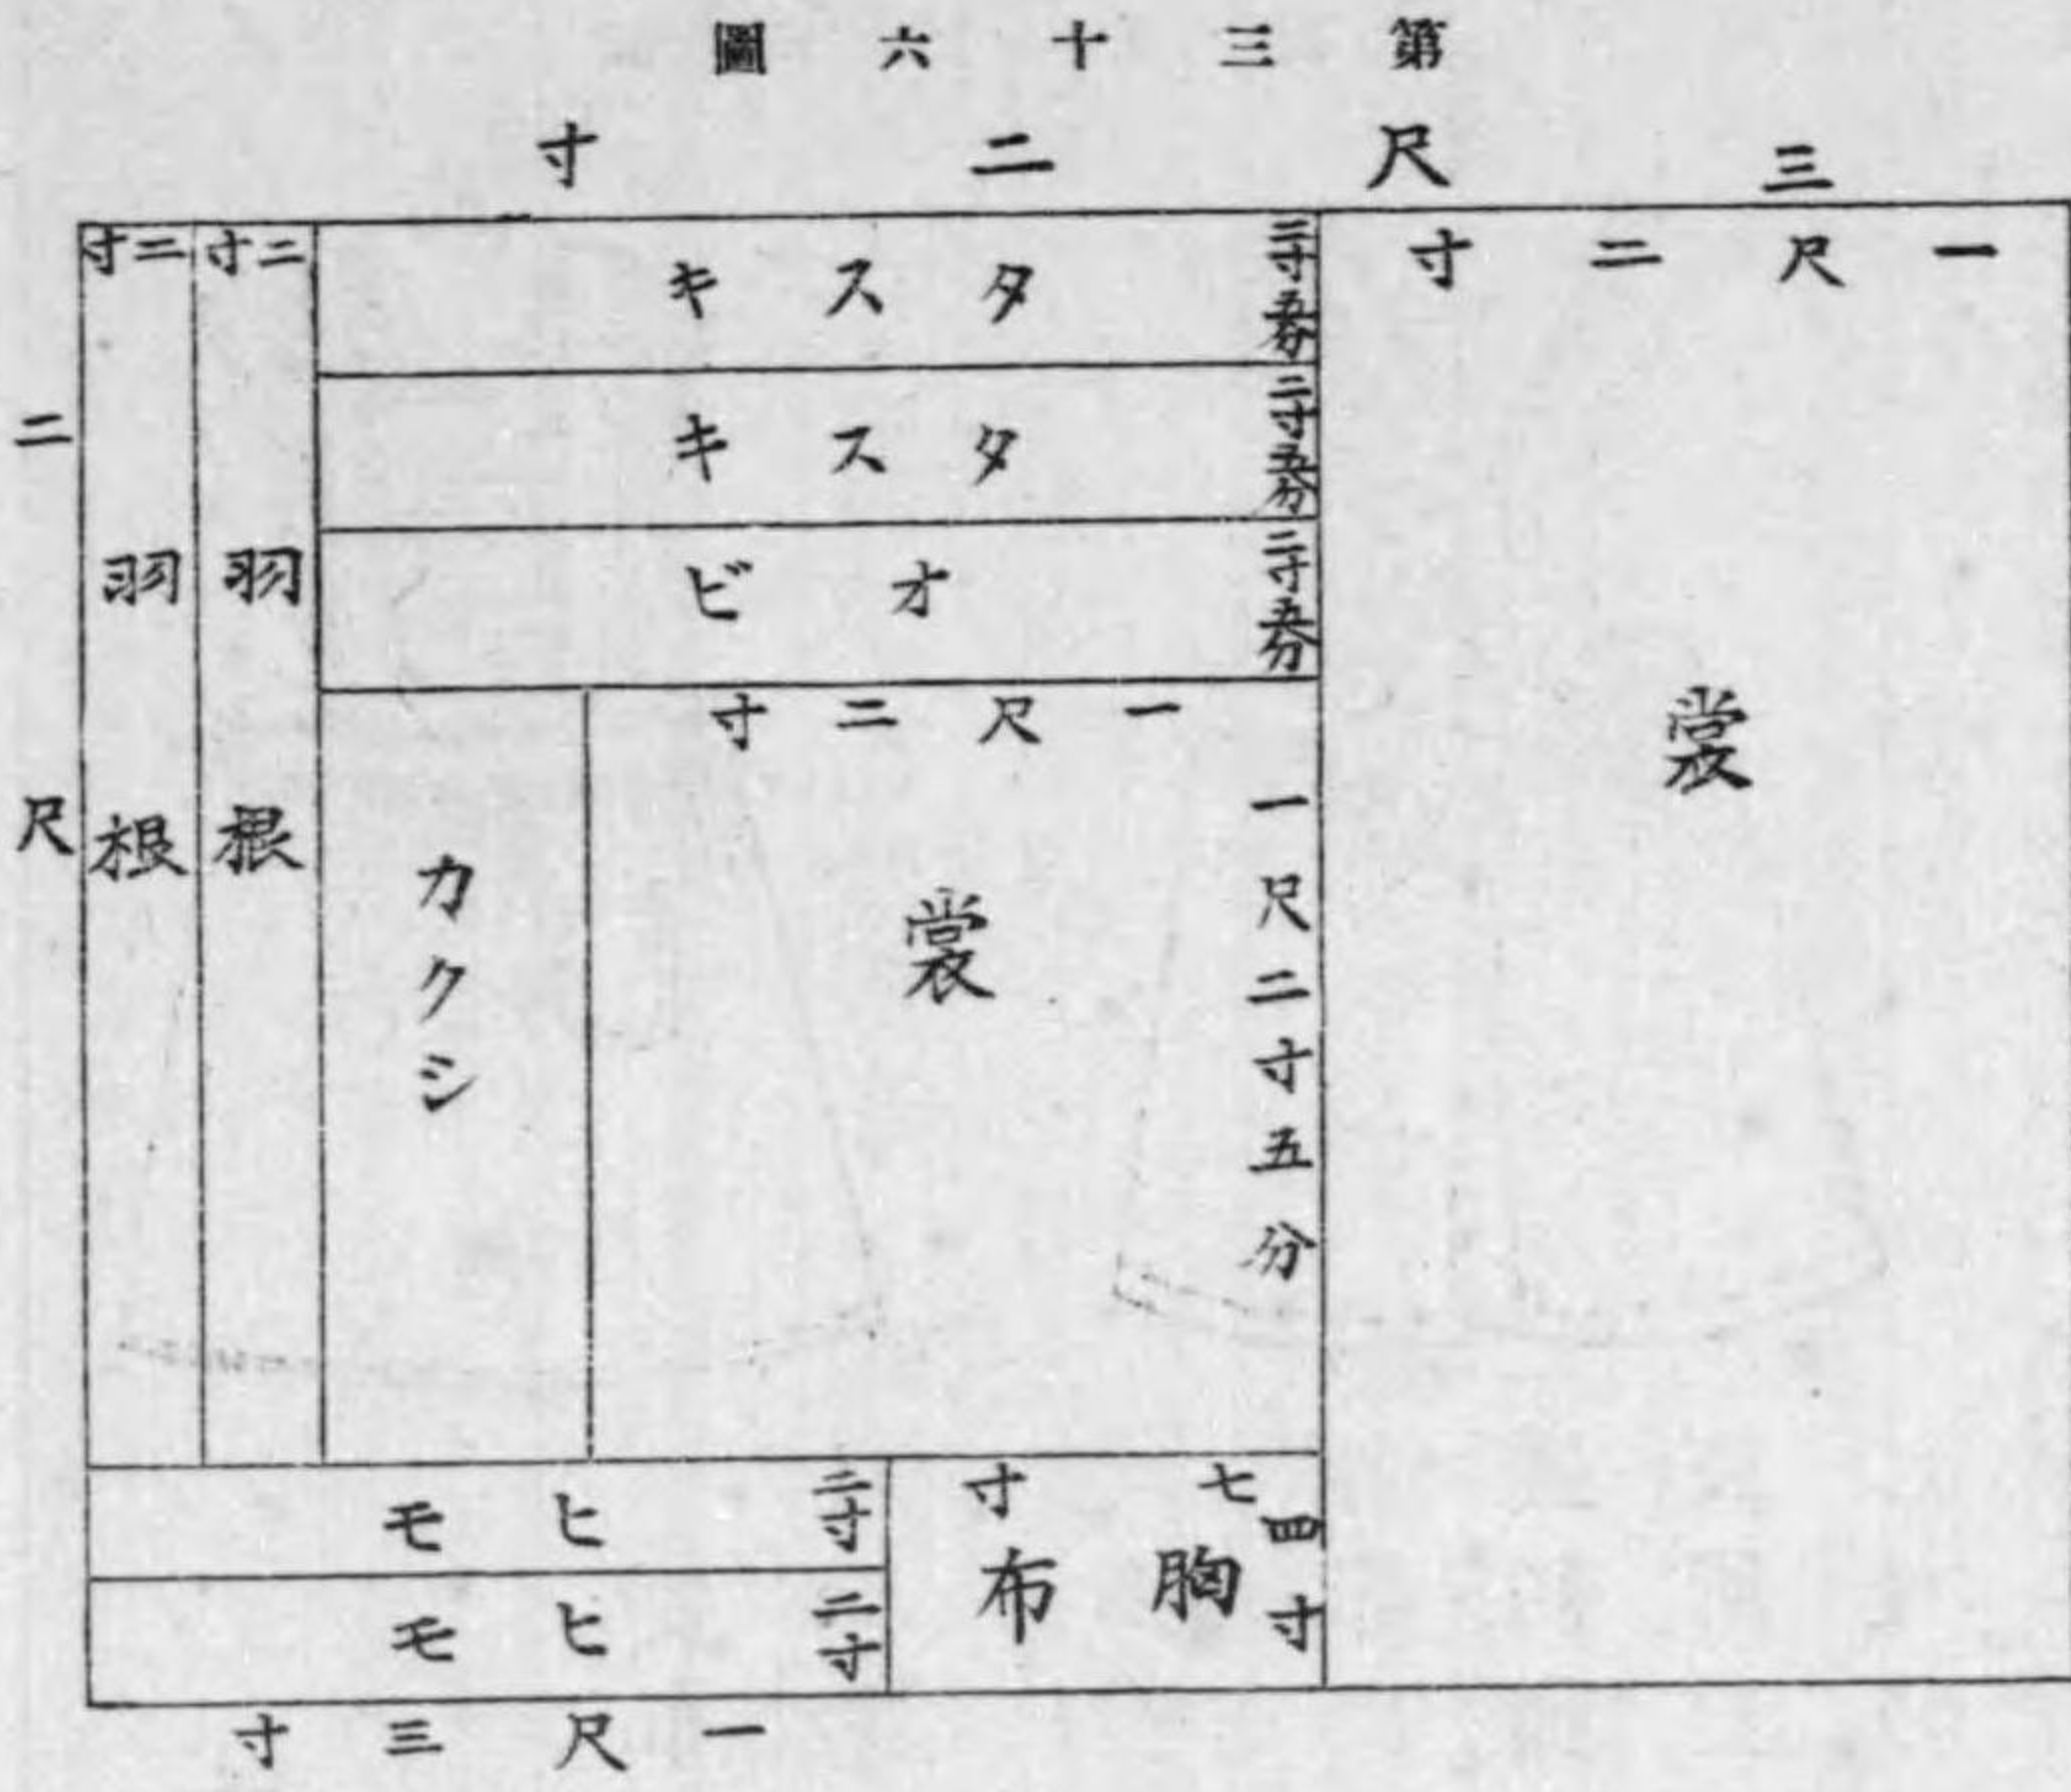 第三十六圖
三尺二寸
一尺二寸
裳
二寸五分
タスキ
二寸五分
タスキ
二寸五分
オビ
一尺二寸
一尺二寸五分
裳
カクシ
二寸
羽根
二寸
羽根
二尺
七寸
四寸
胸布
二寸
ヒモ
二寸
ヒモ
一尺三寸